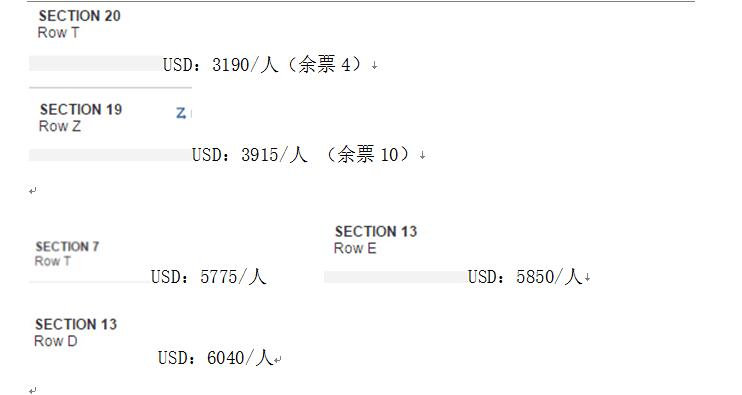 SECTION 20
Row T
USD：3190/人（余票 4）
SECTION 19
Row Z
Z
USD：3915/人 （余票 10）
SECTION 7
Row T
USD：5775/人
SECTION 13
Row E
USD：5850/人
SECTION 13
Row D
USD：6040/人